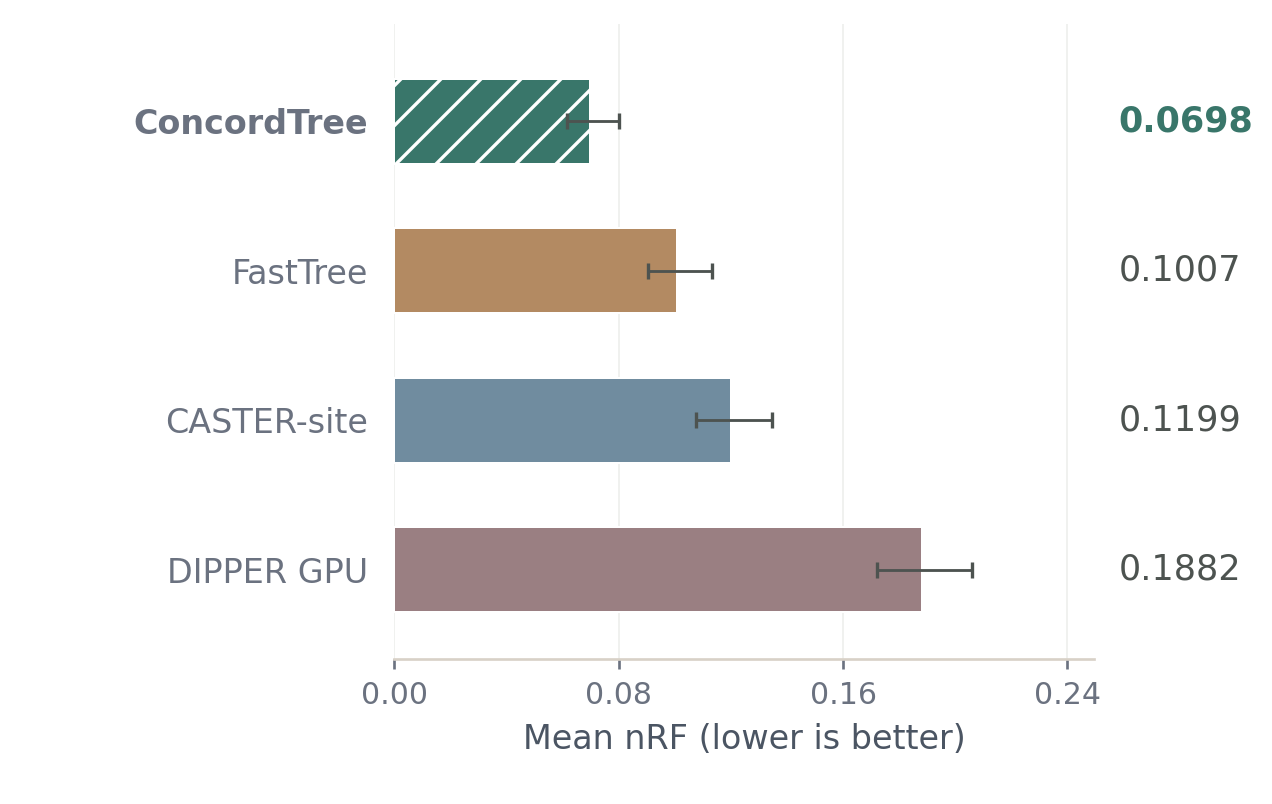 ConcordTree 0.0698
FastTree 0.1007
CASTER-site 0.1199
DIPPER GPU 0.1882
0.00 0.08 0.16 0.24
Mean nRF (lower is better)